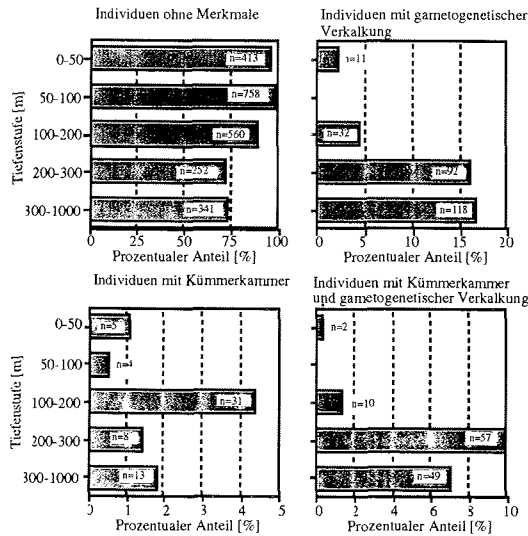 Individuen ohne Merkmale
Individuen mit gametogenetischer
Verkalkung
Tiefenstufe [m]
0-50
n=413
n=11
50-100
n=758
100-200
n=560
n=32
200-300
n=252
n=92
300-1000
n=341
n=118
0 25 50 75 100
0 5 10 15 20
Prozentualer Anteil [%]
Prozentualer Anteil [%]
Individuen mit Kümmerkammer
Individuen mit Kümmerkammer
und gametogenetischer Verkalkung
Tiefenstufe [m]
0-50
n=5
n=2
50-100
n=4
100-200
n=31
n=10
200-300
n=8
n=57
300-1000
n=13
n=49
0 1 2 3 4 5
2 4 6 8 10
Prozentualer Anteil [%]
Prozentualer Anteil [%]